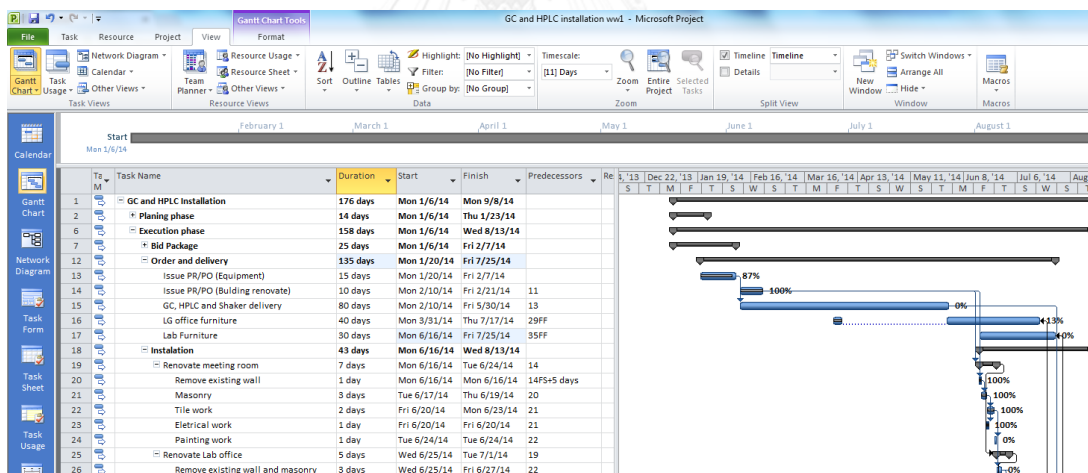 Gantt Chart Tools
GC and HPLC installation ww1 - Microsoft Project
File Task Resource Project View Format
Gantt Chart
Task Usage
Network Diagram
Calendar
Other Views
Task Views
Team Planner
Resource Usage
Resource Sheet
Other Views
Resource Views
Sort
Outline
Tables
Highlight: [No Highlight]
Filter: [No Filter]
Group by: [No Group]
Data
Timescale:
[11] Days
Zoom
Entire Project
Selected Tasks
Zoom
Timeline Timeline
Details
Split View
New Window
Switch Windows
Arrange All
Hide
Window
Macros
Macros
February 1 March 1 April 1 May 1 June 1 July 1 August 1
Start
Mon 1/6/14
Calendar
Gantt Chart
Network Diagram
Task Form
Task Sheet
Task Usage
Ta M Task Name Duration Start Finish Predecessors Re
, '13 Dec 22, '13 Jan 19, '14 Feb 16, '14 Mar 16, '14 Apr 13, '14 May 11, '14 Jun 8, '14 Jul 6, '14 Aug
S T M F T S W S T M F T S W S T M F T S W S T
1 GC and HPLC Installation 176 days Mon 1/6/14 Mon 9/8/14
2 Planing phase 14 days Mon 1/6/14 Thu 1/23/14
6 Execution phase 158 days Mon 1/6/14 Wed 8/13/14
7 Bid Package 25 days Mon 1/6/14 Fri 2/7/14
12 Order and delivery 135 days Mon 1/20/14 Fri 7/25/14
13 Issue PR/PO (Equipment) 15 days Mon 1/20/14 Fri 2/7/14 87%
14 Issue PR/PO (Bulding renovate) 10 days Mon 2/10/14 Fri 2/21/14 11 100%
15 GC, HPLC and Shaker delivery 80 days Mon 2/10/14 Fri 5/30/14 13 0%
16 LG office furniture 40 days Mon 3/31/14 Thu 7/17/14 29FF 13%
17 Lab Furniture 30 days Mon 6/16/14 Fri 7/25/14 35FF 0%
18 Instalation 43 days Mon 6/16/14 Wed 8/13/14
19 Renovate meeting room 7 days Mon 6/16/14 Tue 6/24/14 14
20 Remove existing wall 1 day Mon 6/16/14 Mon 6/16/14 14FS+5 days 100%
21 Masonry 3 days Tue 6/17/14 Thu 6/19/14 20 100%
22 Tile work 2 days Fri 6/20/14 Mon 6/23/14 21 100%
23 Eletrical work 1 day Fri 6/20/14 Fri 6/20/14 21 100%
24 Painting work 1 day Tue 6/24/14 Tue 6/24/14 22 0%
25 Renovate Lab office 5 days Wed 6/25/14 Tue 7/1/14 19
26 Remove existing wall and masonry 3 days Wed 6/25/14 Fri 6/27/14 22 0%